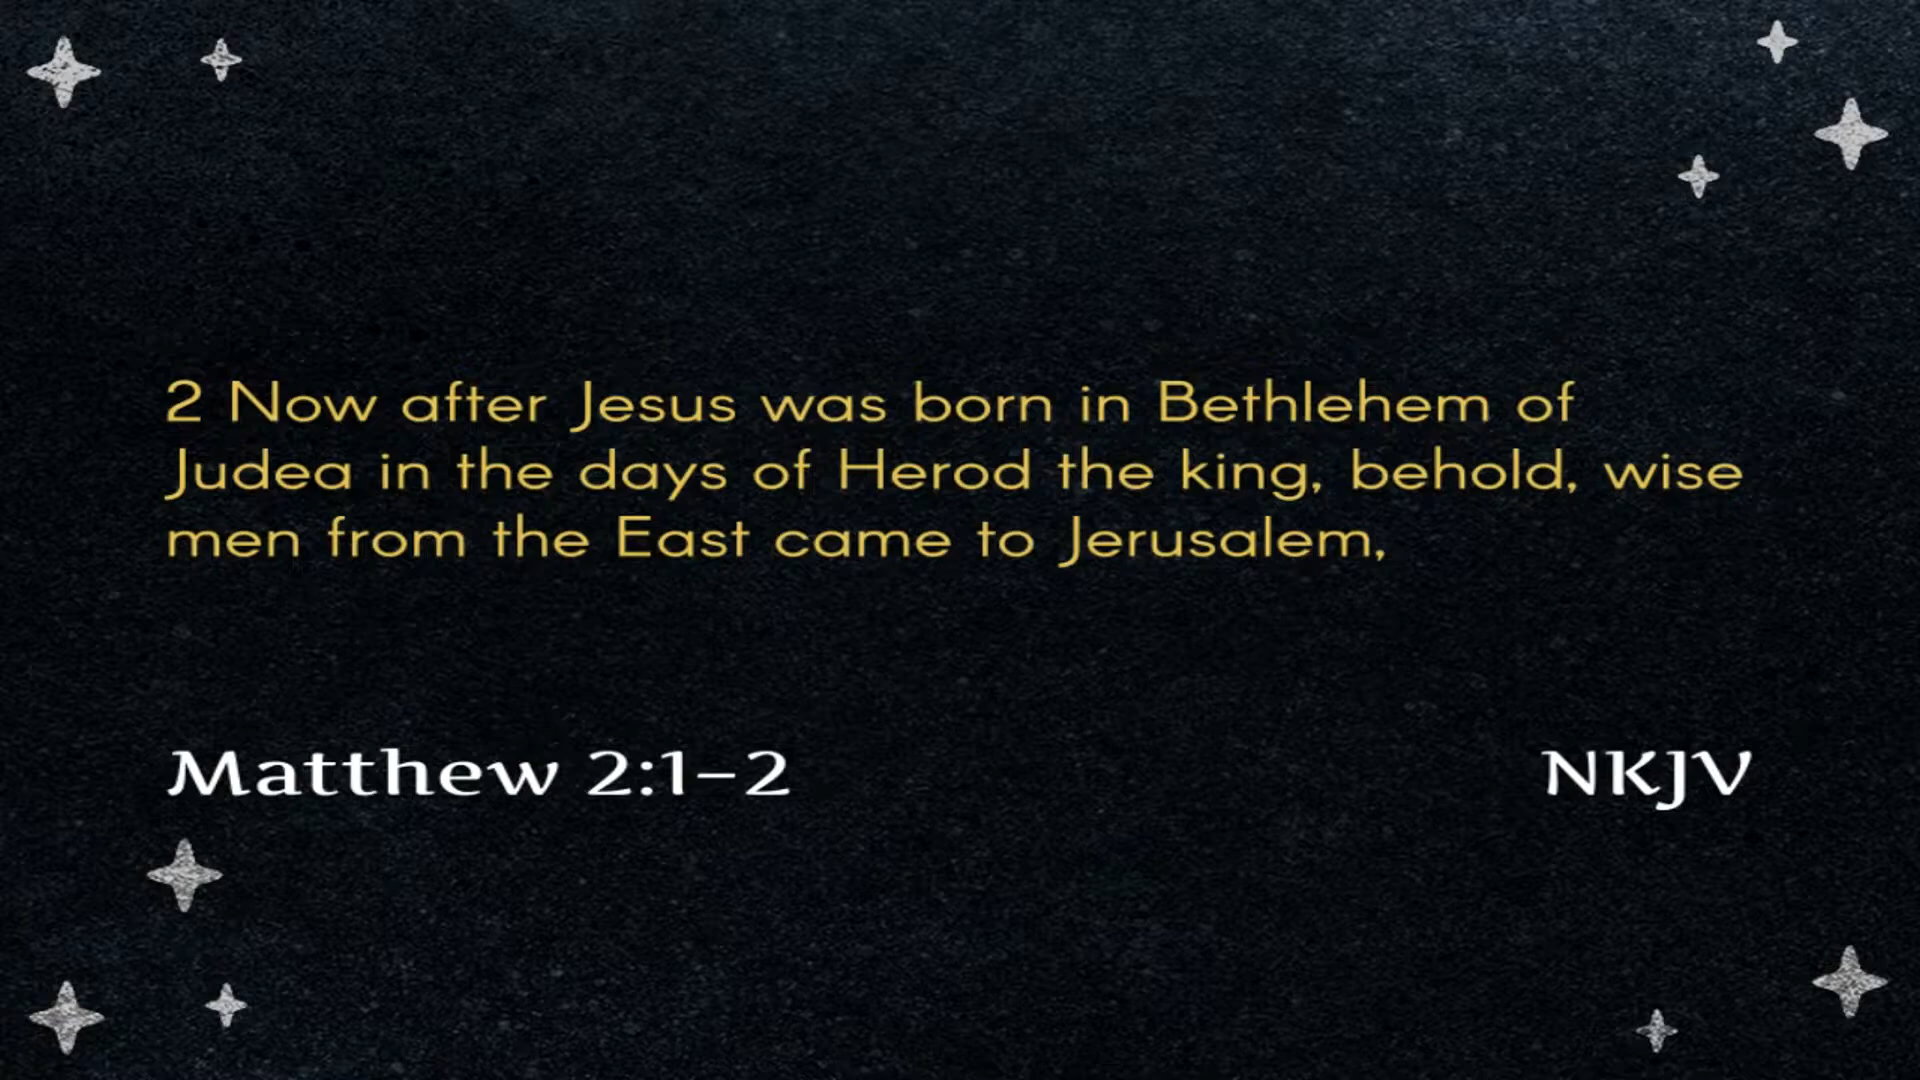 2 Now after Jesus was born in Bethlehem of
Judea in the days of Herod the king, behold, wise
men from the East came to Jerusalem,
Matthew 2:1–2
NKJV